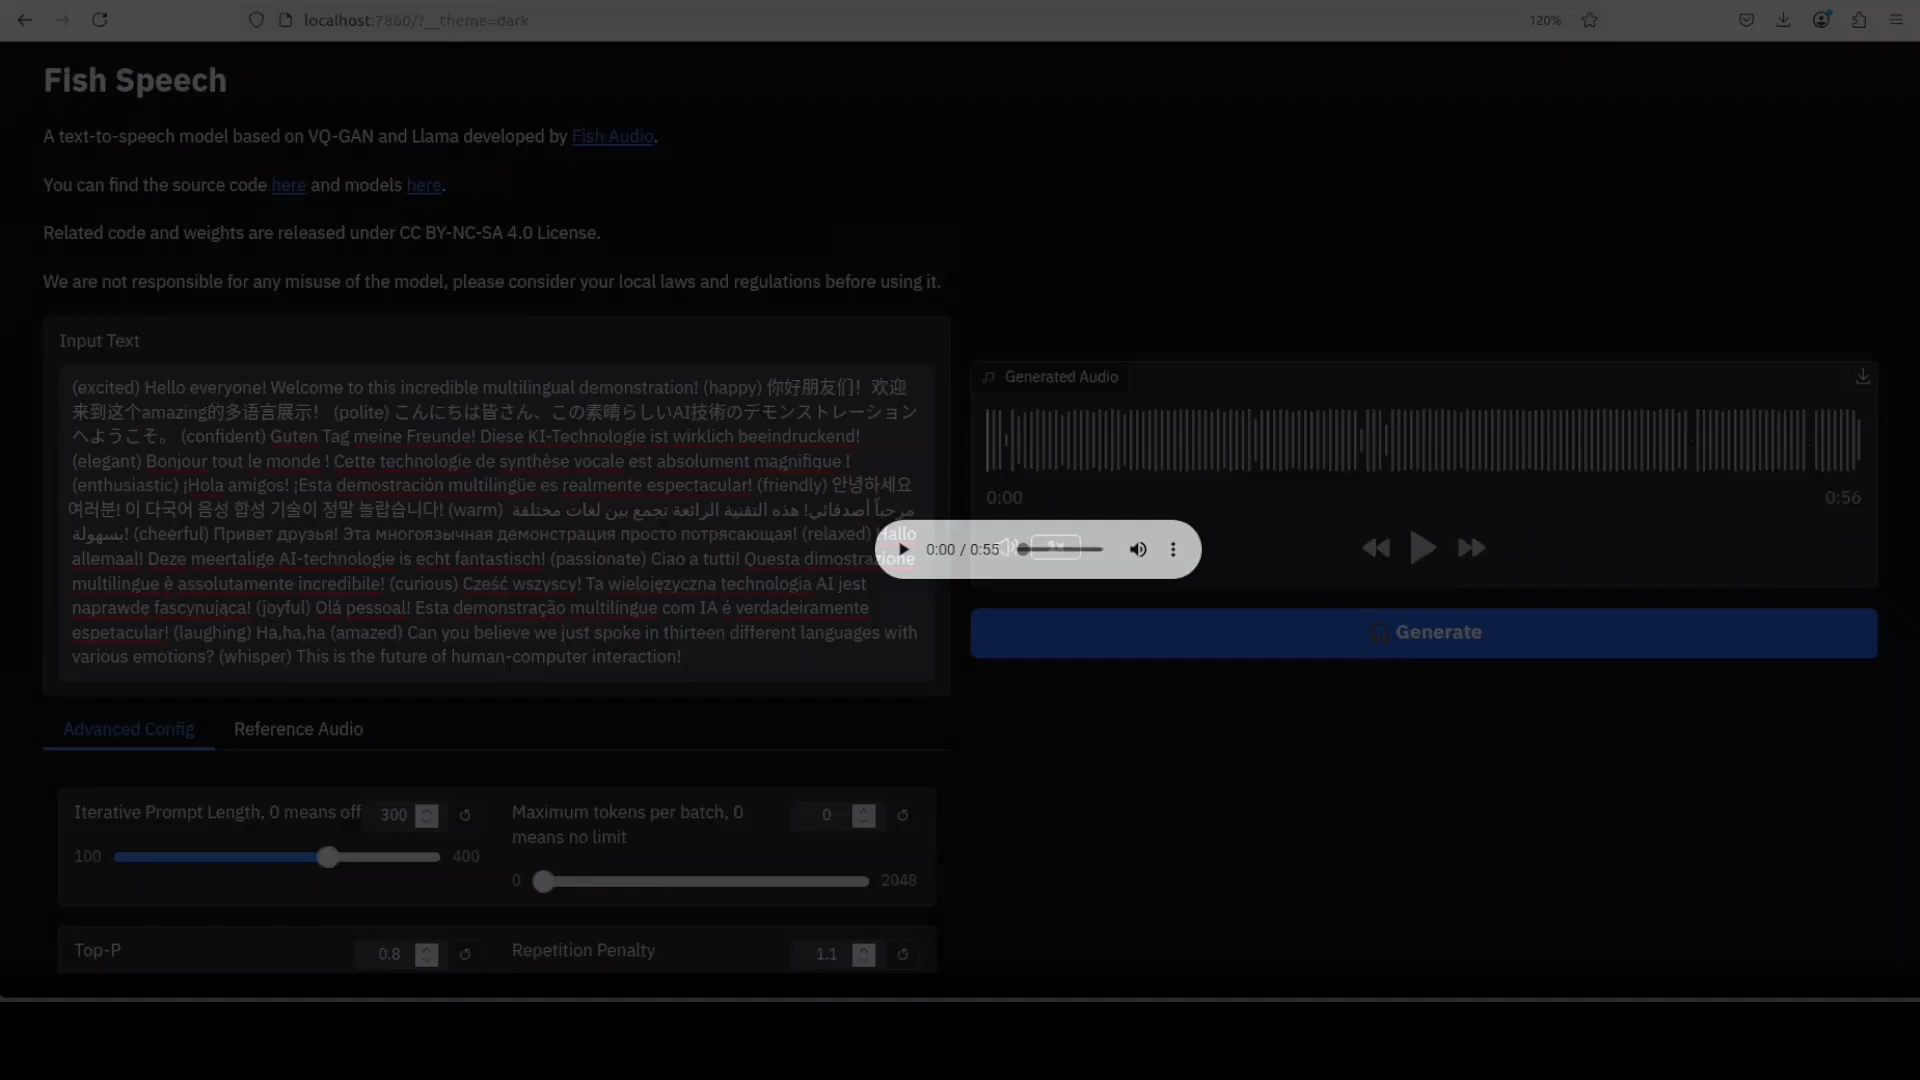 localhost:7860/?__theme=dark
120%
Fish Speech
A text-to-speech model based on VQ-GAN and Llama developed by Fish Audio.
You can find the source code here and models here.
Related code and weights are released under CC BY-NC-SA 4.0 License.
We are not responsible for any misuse of the model, please consider your local laws and regulations before using it.
Input Text
(excited) Hello everyone! Welcome to this incredible multilingual demonstration! (happy) 你好朋友们！欢迎
来到这个amazing的多语言展示！ (polite) こんにちは皆さん、この素晴らしいAI技術のデモンストレーション
へようこそ。 (confident) Guten Tag meine Freunde! Diese KI-Technologie ist wirklich beeindruckend!
(elegant) Bonjour tout le monde ! Cette technologie de synthèse vocale est absolument magnifique !
(enthusiastic) ¡Hola amigos! ¡Esta demostración multilingüe es realmente espectacular! (friendly) 안녕하세요
여러분! 이 다국어 음성 합성 기술이 정말 놀랍습니다! (warm) مرحباً أصدقائي! هذه التقنية الرائعة تجمع بين لغات مختلفة
بسهولة! (cheerful) Привет друзья! Эта многоязычная демонстрация просто потрясающая! (relaxed) Hallo
allemaal! Deze meertalige AI-technologie is echt fantastisch! (passionate) Ciao a tutti! Questa dimostrazione
multilingue è assolutamente incredibile! (curious) Cześć wszyscy! Ta wielojęzyczna technologia AI jest
naprawdę fascynująca! (joyful) Olá pessoal! Esta demonstração multilíngue com IA é verdadeiramente
espetacular! (laughing) Ha,ha,ha (amazed) Can you believe we just spoke in thirteen different languages with
various emotions? (whisper) This is the future of human-computer interaction!
Generated Audio
0:00
0:56
0:00 / 0:55
Generate
Advanced Config
Reference Audio
Iterative Prompt Length, 0 means off
300
100
400
Maximum tokens per batch, 0
means no limit
0
0
2048
Top-P
0.8
Repetition Penalty
1.1